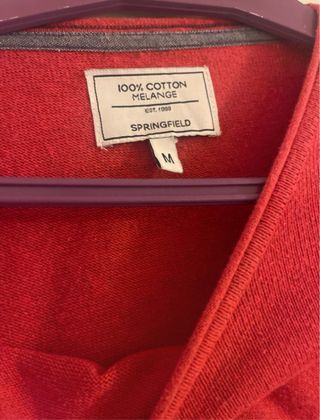 100% COTTON
MELANGE
EST. 1988
SPRINGFIELD
M